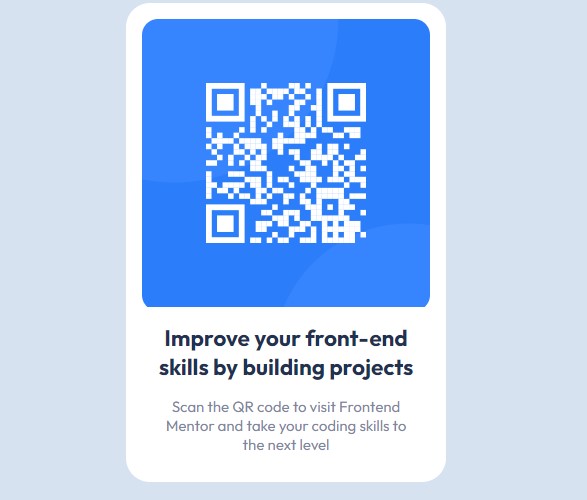 Improve your front-end
skills by building projects
Scan the QR code to visit Frontend
Mentor and take your coding skills to
the next level